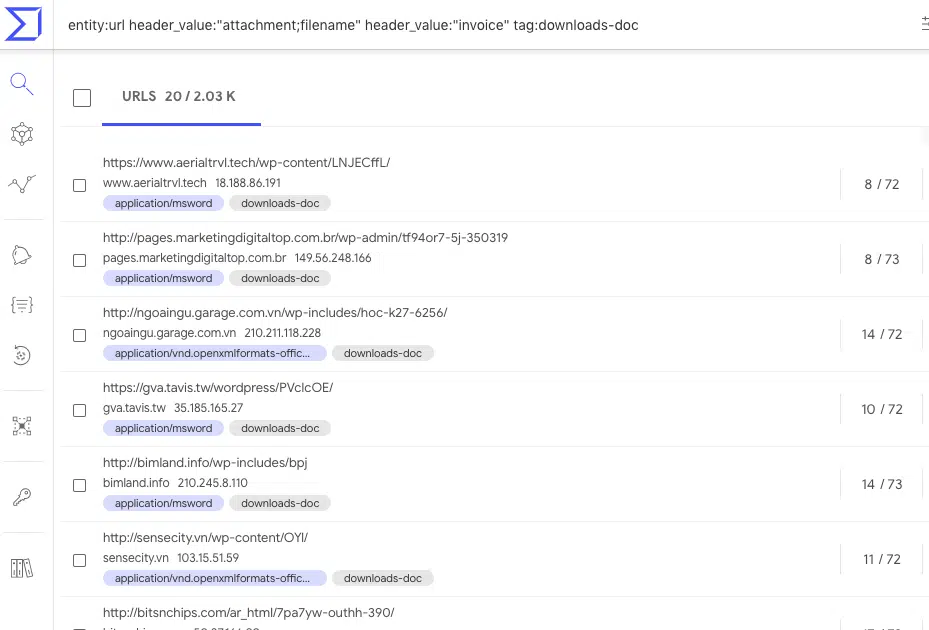 entity:url header_value:"attachment;filename" header_value:"invoice" tag:downloads-doc
URLS 20 / 2.03 K
https://www.aerialtrvl.tech/wp-content/LNJECffL/
www.aerialtrvl.tech 18.188.86.191
8 / 72
application/msword downloads-doc
http://pages.marketingdigitaltop.com.br/wp-admin/tf94or7-5j-350319
pages.marketingdigitaltop.com.br 149.56.248.166
8 / 73
application/msword downloads-doc
http://ngoaingu.garage.com.vn/wp-includes/hoc-k27-6256/
ngoaingu.garage.com.vn 210.211.118.228
14 / 72
application/vnd.openxmlformats-offic... downloads-doc
https://gva.tavis.tw/wordpress/PVclcOE/
gva.tavis.tw 35.185.165.27
10 / 72
application/msword downloads-doc
http://bimland.info/wp-includes/bpj
bimland.info 210.245.8.110
14 / 73
application/msword downloads-doc
http://sensecity.vn/wp-content/OYl/
sensecity.vn 103.15.51.59
11 / 72
application/vnd.openxmlformats-offic... downloads-doc
http://bitsnchips.com/ar_html/7pa7yw-outhh-390/